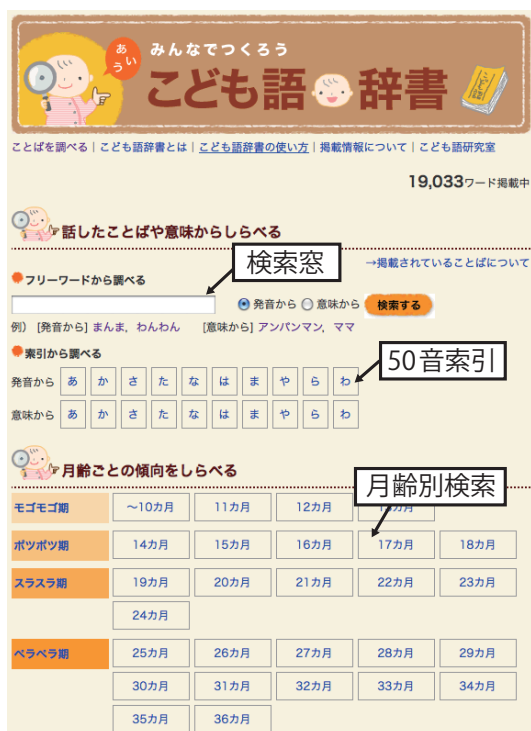 あいう
みんなでつくろう
こども語辞書
こども語辞書
ことばを調べる | こども語辞書とは | こども語辞書の使い方 | 掲載情報について | こども語研究室
19,033ワード掲載中
話したことばや意味からしらべる
検索窓
→掲載されていることばについて
フリーワードから調べる
発音から 意味から 検索する
例） [発音から] まんま, わんわん [意味から] アンパンマン, ママ
索引から調べる
50音索引
発音から あ か さ た な は ま や ら わ
意味から あ か さ た な は ま や ら わ
月齢ごとの傾向をしらべる
月齢別検索
モゴモゴ期 〜10カ月 11カ月 12カ月 13カ月
ポツポツ期 14カ月 15カ月 16カ月 17カ月 18カ月
スラスラ期 19カ月 20カ月 21カ月 22カ月 23カ月
24カ月
ペラペラ期 25カ月 26カ月 27カ月 28カ月 29カ月
30カ月 31カ月 32カ月 33カ月 34カ月
35カ月 36カ月